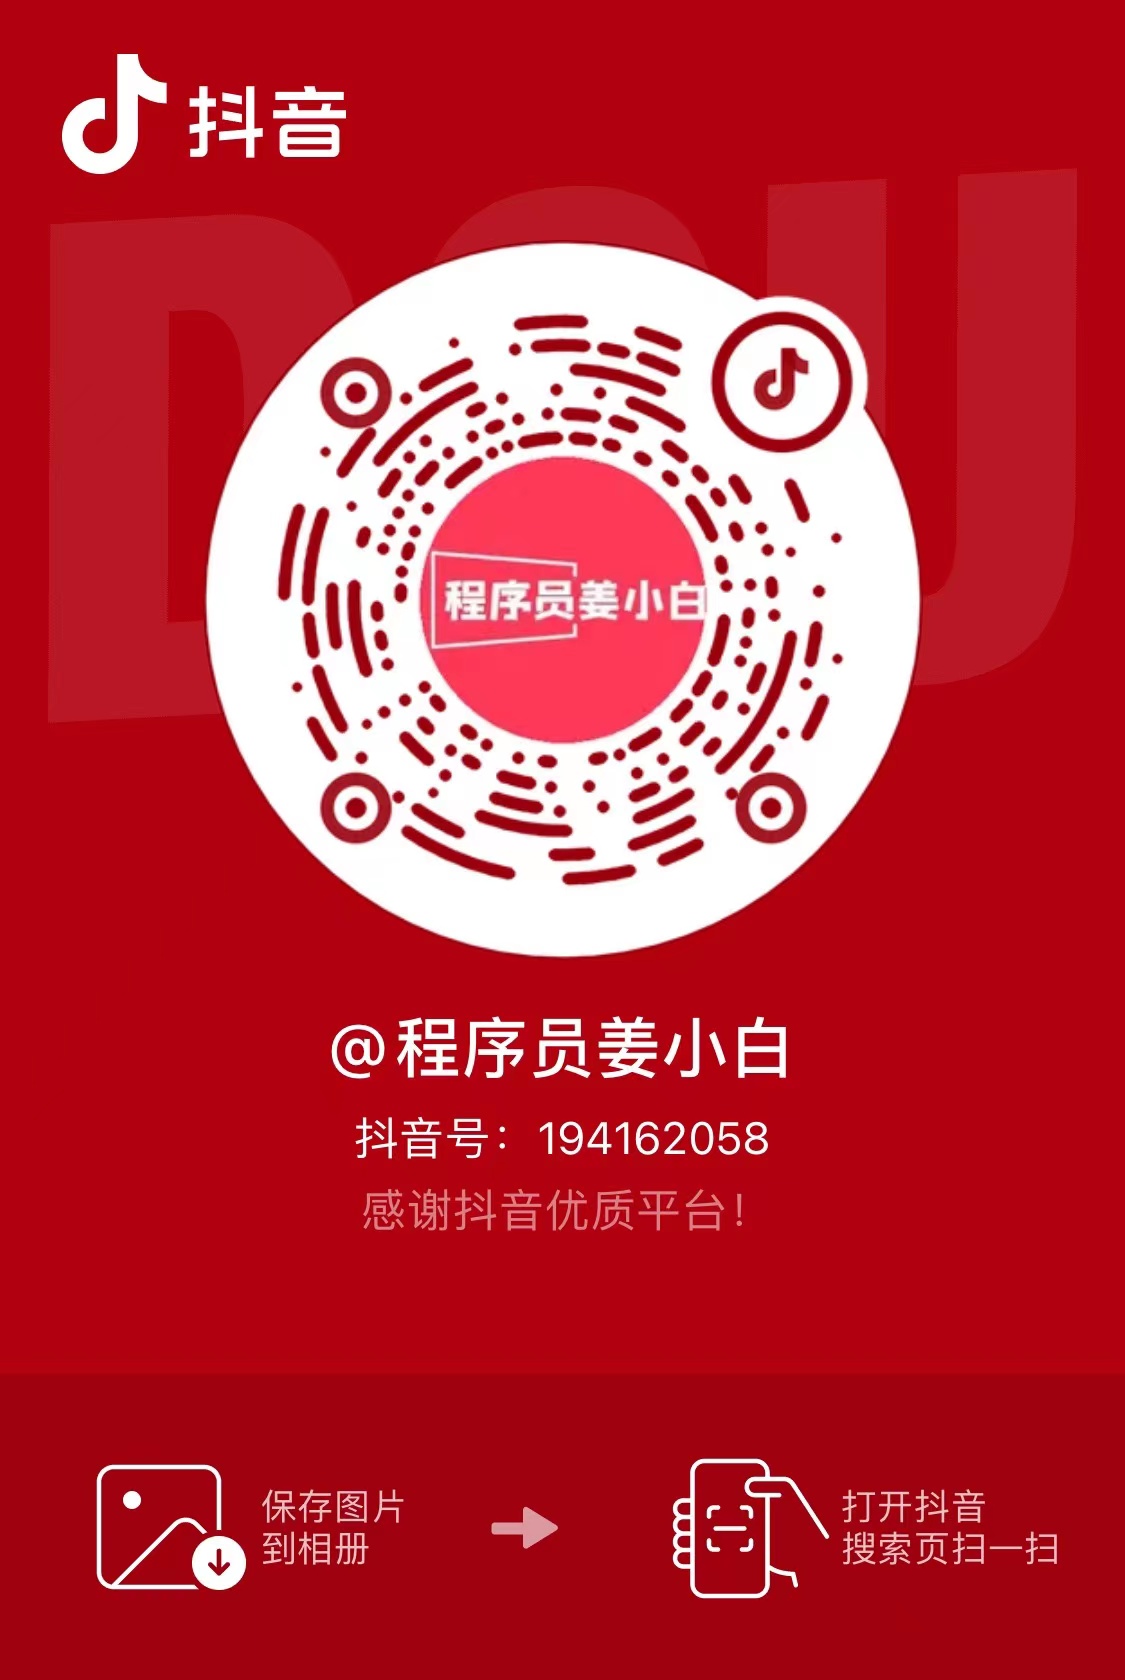 抖音
DOU
程序员姜小白
@程序员姜小白
抖音号：194162058
感谢抖音优质平台！
保存图片
到相册
打开抖音
搜索页扫一扫